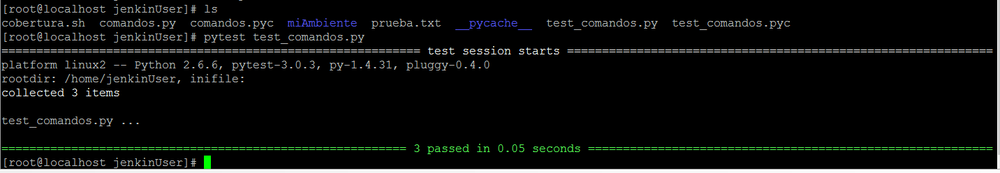 [root@localhost jenkinUser]# ls
cobertura.sh  comandos.py  comandos.pyc  miAmbiente  prueba.txt  __pycache__  test_comandos.py  test_comandos.pyc
[root@localhost jenkinUser]# pytest test_comandos.py
============================================================ test session starts =============================================================
platform linux2 -- Python 2.6.6, pytest-3.0.3, py-1.4.31, pluggy-0.4.0
rootdir: /home/jenkinUser, inifile:
collected 3 items
test_comandos.py ...
========================================================== 3 passed in 0.05 seconds ==========================================================
[root@localhost jenkinUser]#